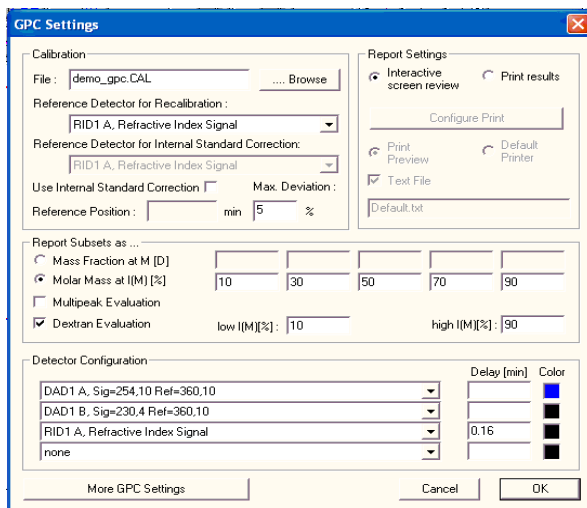 GPC Settings
Calibration
File : demo_gpc.CAL .... Browse
Reference Detector for Recalibration :
RID1 A, Refractive Index Signal
Reference Detector for Internal Standard Correction:
RID1 A, Refractive Index Signal
Use Internal Standard Correction Max. Deviation :
Reference Position : min 5 %
Report Settings
Interactive screen review Print results
Configure Print
Print Preview Default Printer
Text File
Default.txt
Report Subsets as ...
Mass Fraction at M [D]
Molar Mass at I(M) [%] 10 30 50 70 90
Multipeak Evaluation
Dextran Evaluation low I(M)[%] : 10 high I(M)[%] : 90
Detector Configuration
Delay [min] Color
DAD1 A, Sig=254,10 Ref=360,10
DAD1 B, Sig=230,4 Ref=360,10
RID1 A, Refractive Index Signal 0.16
none
More GPC Settings Cancel OK